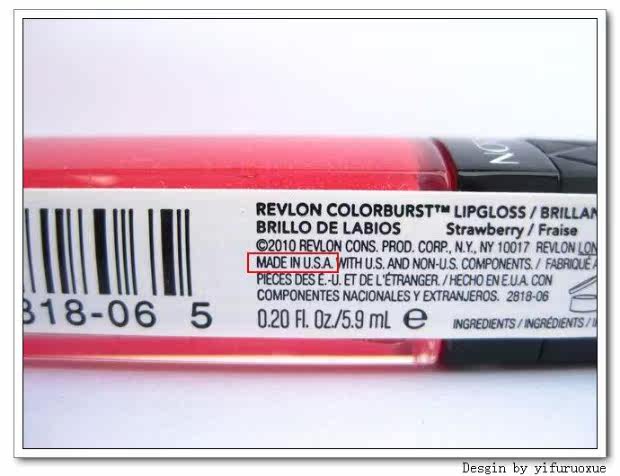 REVLON COLORBURST™ LIPGLOSS / BRILLAN
BRILLO DE LABIOS Strawberry / Fraise
©2010 REVLON CONS. PROD. CORP., N.Y., NY 10017 REVLON LON
MADE IN U.S.A. WITH U.S. AND NON-U.S. COMPONENTS. / FABRIQUÉ A
PIÈCES DES É.-U. ET DE L'ÉTRANGER. / HECHO EN E.U.A. CON
COMPONENTES NACIONALES Y EXTRANJEROS. 2818-06
818-06 5
0.20 Fl. Oz./5.9 mL e
INGREDIENTS / INGRÉDIENTS / I
Desgin by yifuruoxue